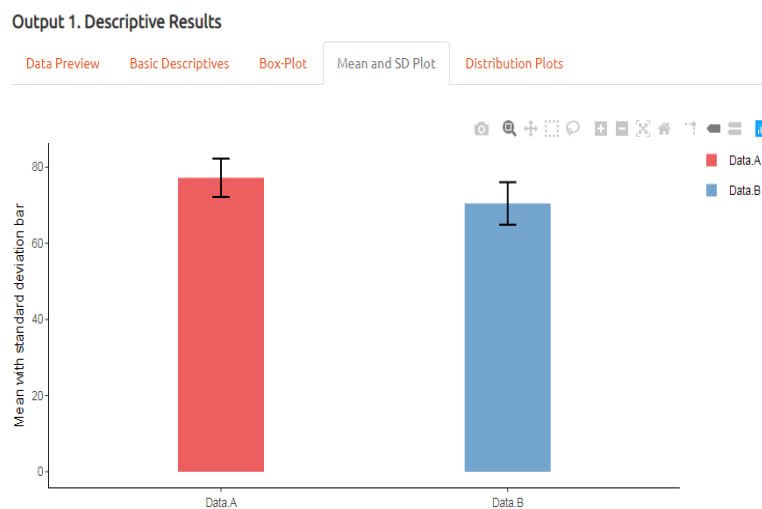 Output 1. Descriptive Results
Data Preview Basic Descriptives Box-Plot Mean and SD Plot Distribution Plots
Data.A
Data.B
Mean with standard deviation bar
80
60
40
20
0
Data.A Data.B